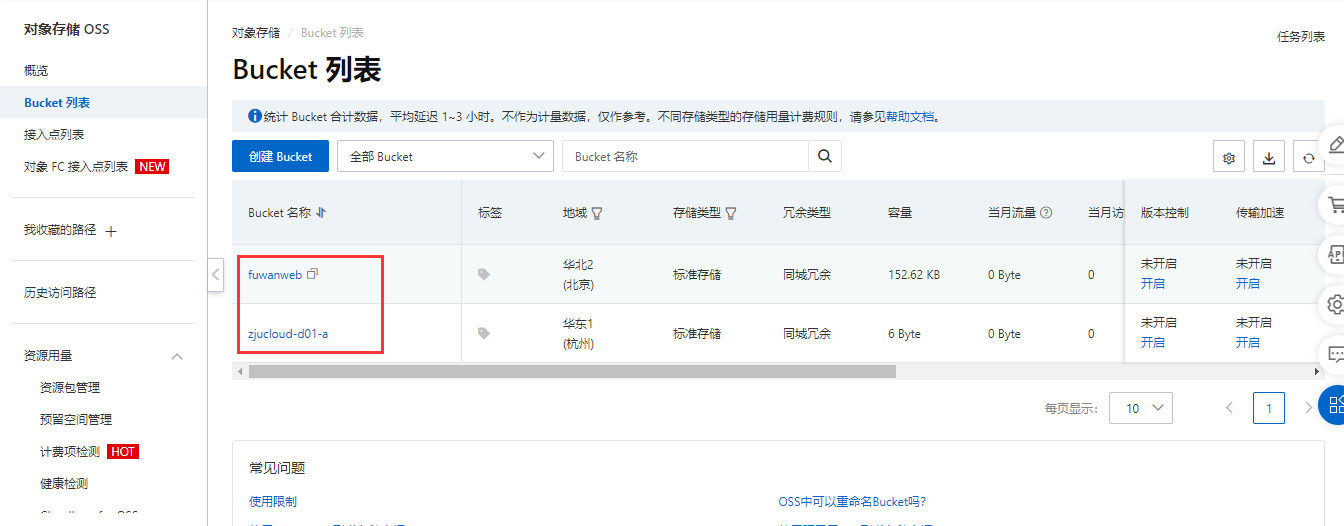 对象存储 OSS
概览
Bucket 列表
接入点列表
对象 FC 接入点列表 NEW
我收藏的路径
历史访问路径
资源用量
资源包管理
预留空间管理
计费项检测 HOT
健康检测
对象存储 / Bucket 列表
任务列表
Bucket 列表
统计 Bucket 合计数据，平均延迟 1~3 小时。不作为计量数据，仅作参考。不同存储类型的存储用量计费规则，请参见帮助文档。
创建 Bucket 全部 Bucket Bucket 名称
Bucket 名称 标签 地域 存储类型 冗余类型 容量 当月流量 当月访 版本控制 传输加速
fuwanweb 华北2 (北京) 标准存储 同城冗余 152.62 KB 0 Byte 0 未开启 开启 未开启 开启
zjucloud-d01-a 华东1 (杭州) 标准存储 同城冗余 6 Byte 0 Byte 0 未开启 开启 未开启 开启
每页显示： 10 1
API
常见问题
使用限制 OSS中可以重命名Bucket吗?